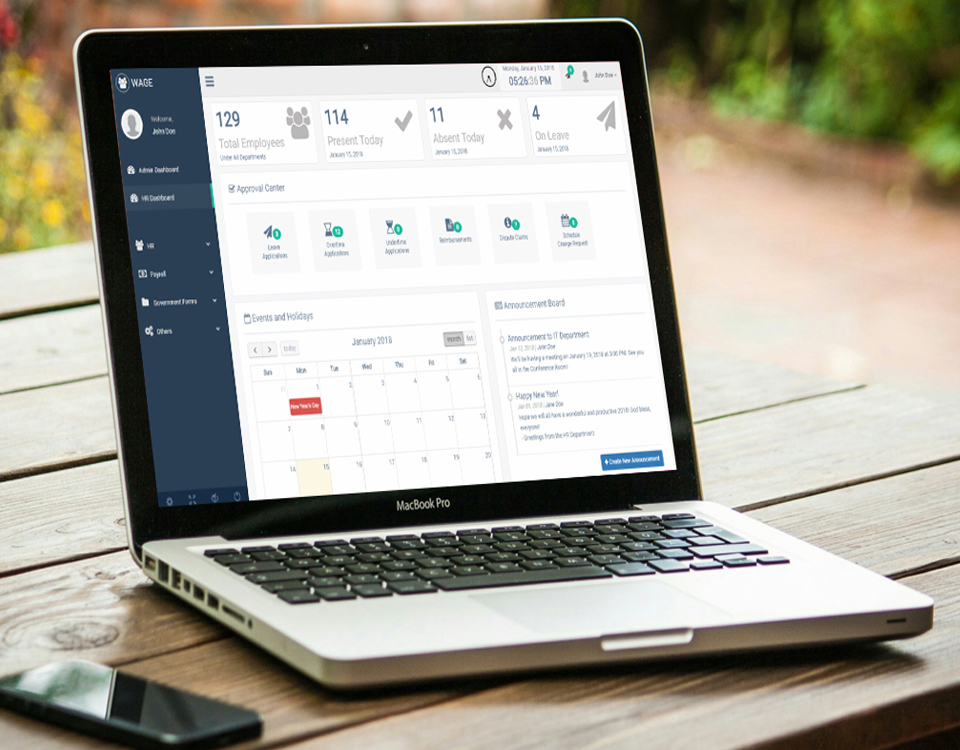 WAGE
Welcome,
John Doe
Admin Dashboard
HR Dashboard
HR
Payroll
Government Forms
Others
Monday, January 15, 2018
05:26:36 PM
John Doe
129
Total Employees
Under All Departments
114
Present Today
January 15, 2018
11
Absent Today
January 15, 2018
4
On Leave
January 15, 2018
Approval Center
Leave
Applications
12
Overtime
Applications
Undertime
Applications
Reimbursements
Dispute Claims
Schedule
Change Request
Events and Holidays
today
January 2018
month list
Sun Mon Tue Wed Thu Fri Sat
1 2 3 4 5 6
New Year's Day
7 8 9 10 11 12 13
14 15 16 17 18 19 20
Announcement Board
Announcement to IT Department
Jan 12, 2018 | Jane Doe
We'll be having a meeting on January 19, 2018 at 3:00 PM. See you
all in the Conference Room!
Happy New Year!
Jan 01, 2018 | Jane Doe
Hope we will all have a wonderful and productive 2018! God bless,
everyone!
- Greetings from the HR Department
+ Create New Announcement
MacBook Pro